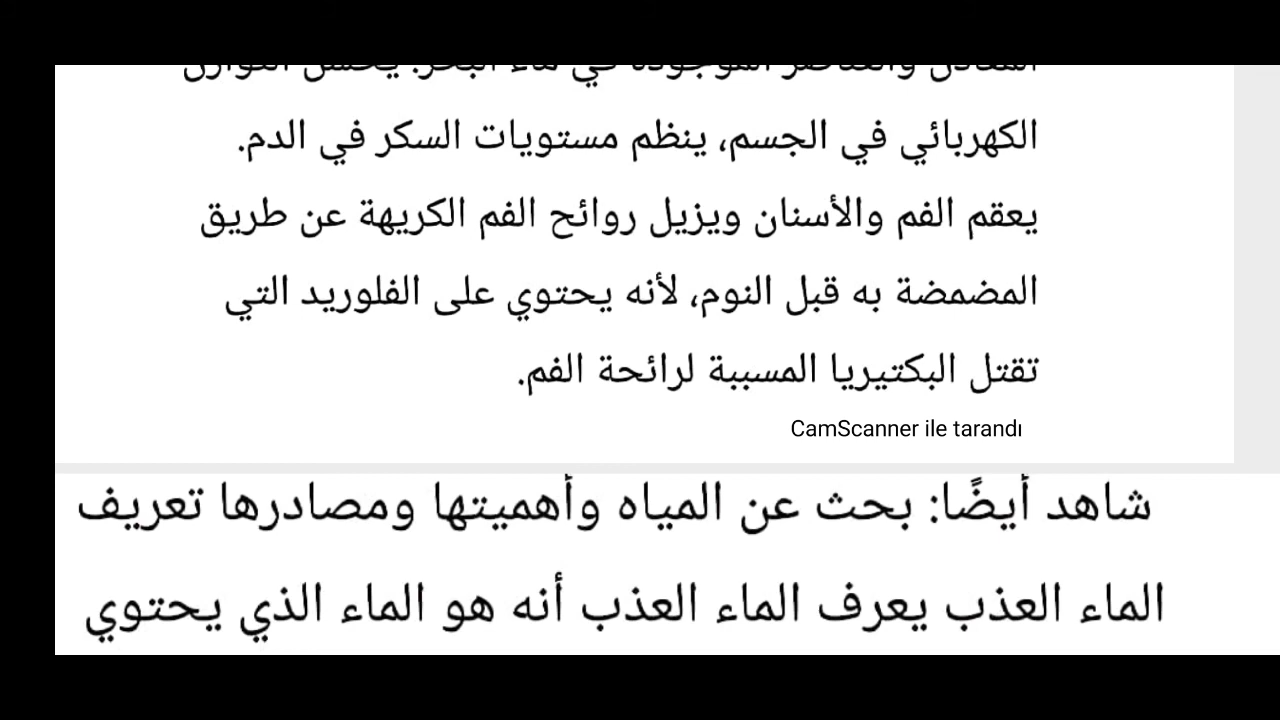 الكهربائي في الجسم، ينظم مستويات السكر في الدم.
يعقم الفم والأسنان ويزيل روائح الفم الكريهة عن طريق
المضمضة به قبل النوم، لأنه يحتوي على الفلوريد التي
تقتل البكتيريا المسببة لرائحة الفم.
CamScanner ile tarandı
شاهد أيضًا: بحث عن المياه وأهميتها ومصادرها تعريف
الماء العذب يعرف الماء العذب أنه هو الماء الذي يحتوي